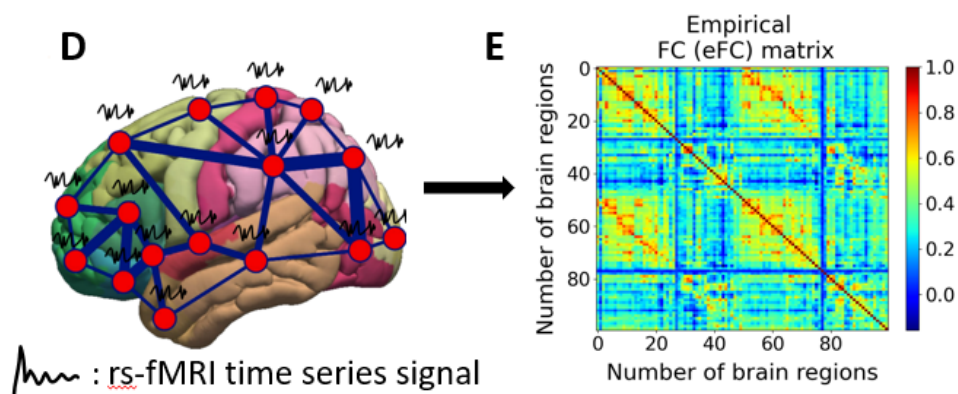 D
E
Empirical
FC (eFC) matrix
Number of brain regions
0
20
40
60
80
0
20
40
60
80
Number of brain regions
1.0
0.8
0.6
0.4
0.2
0.0
: rs-fMRI time series signal